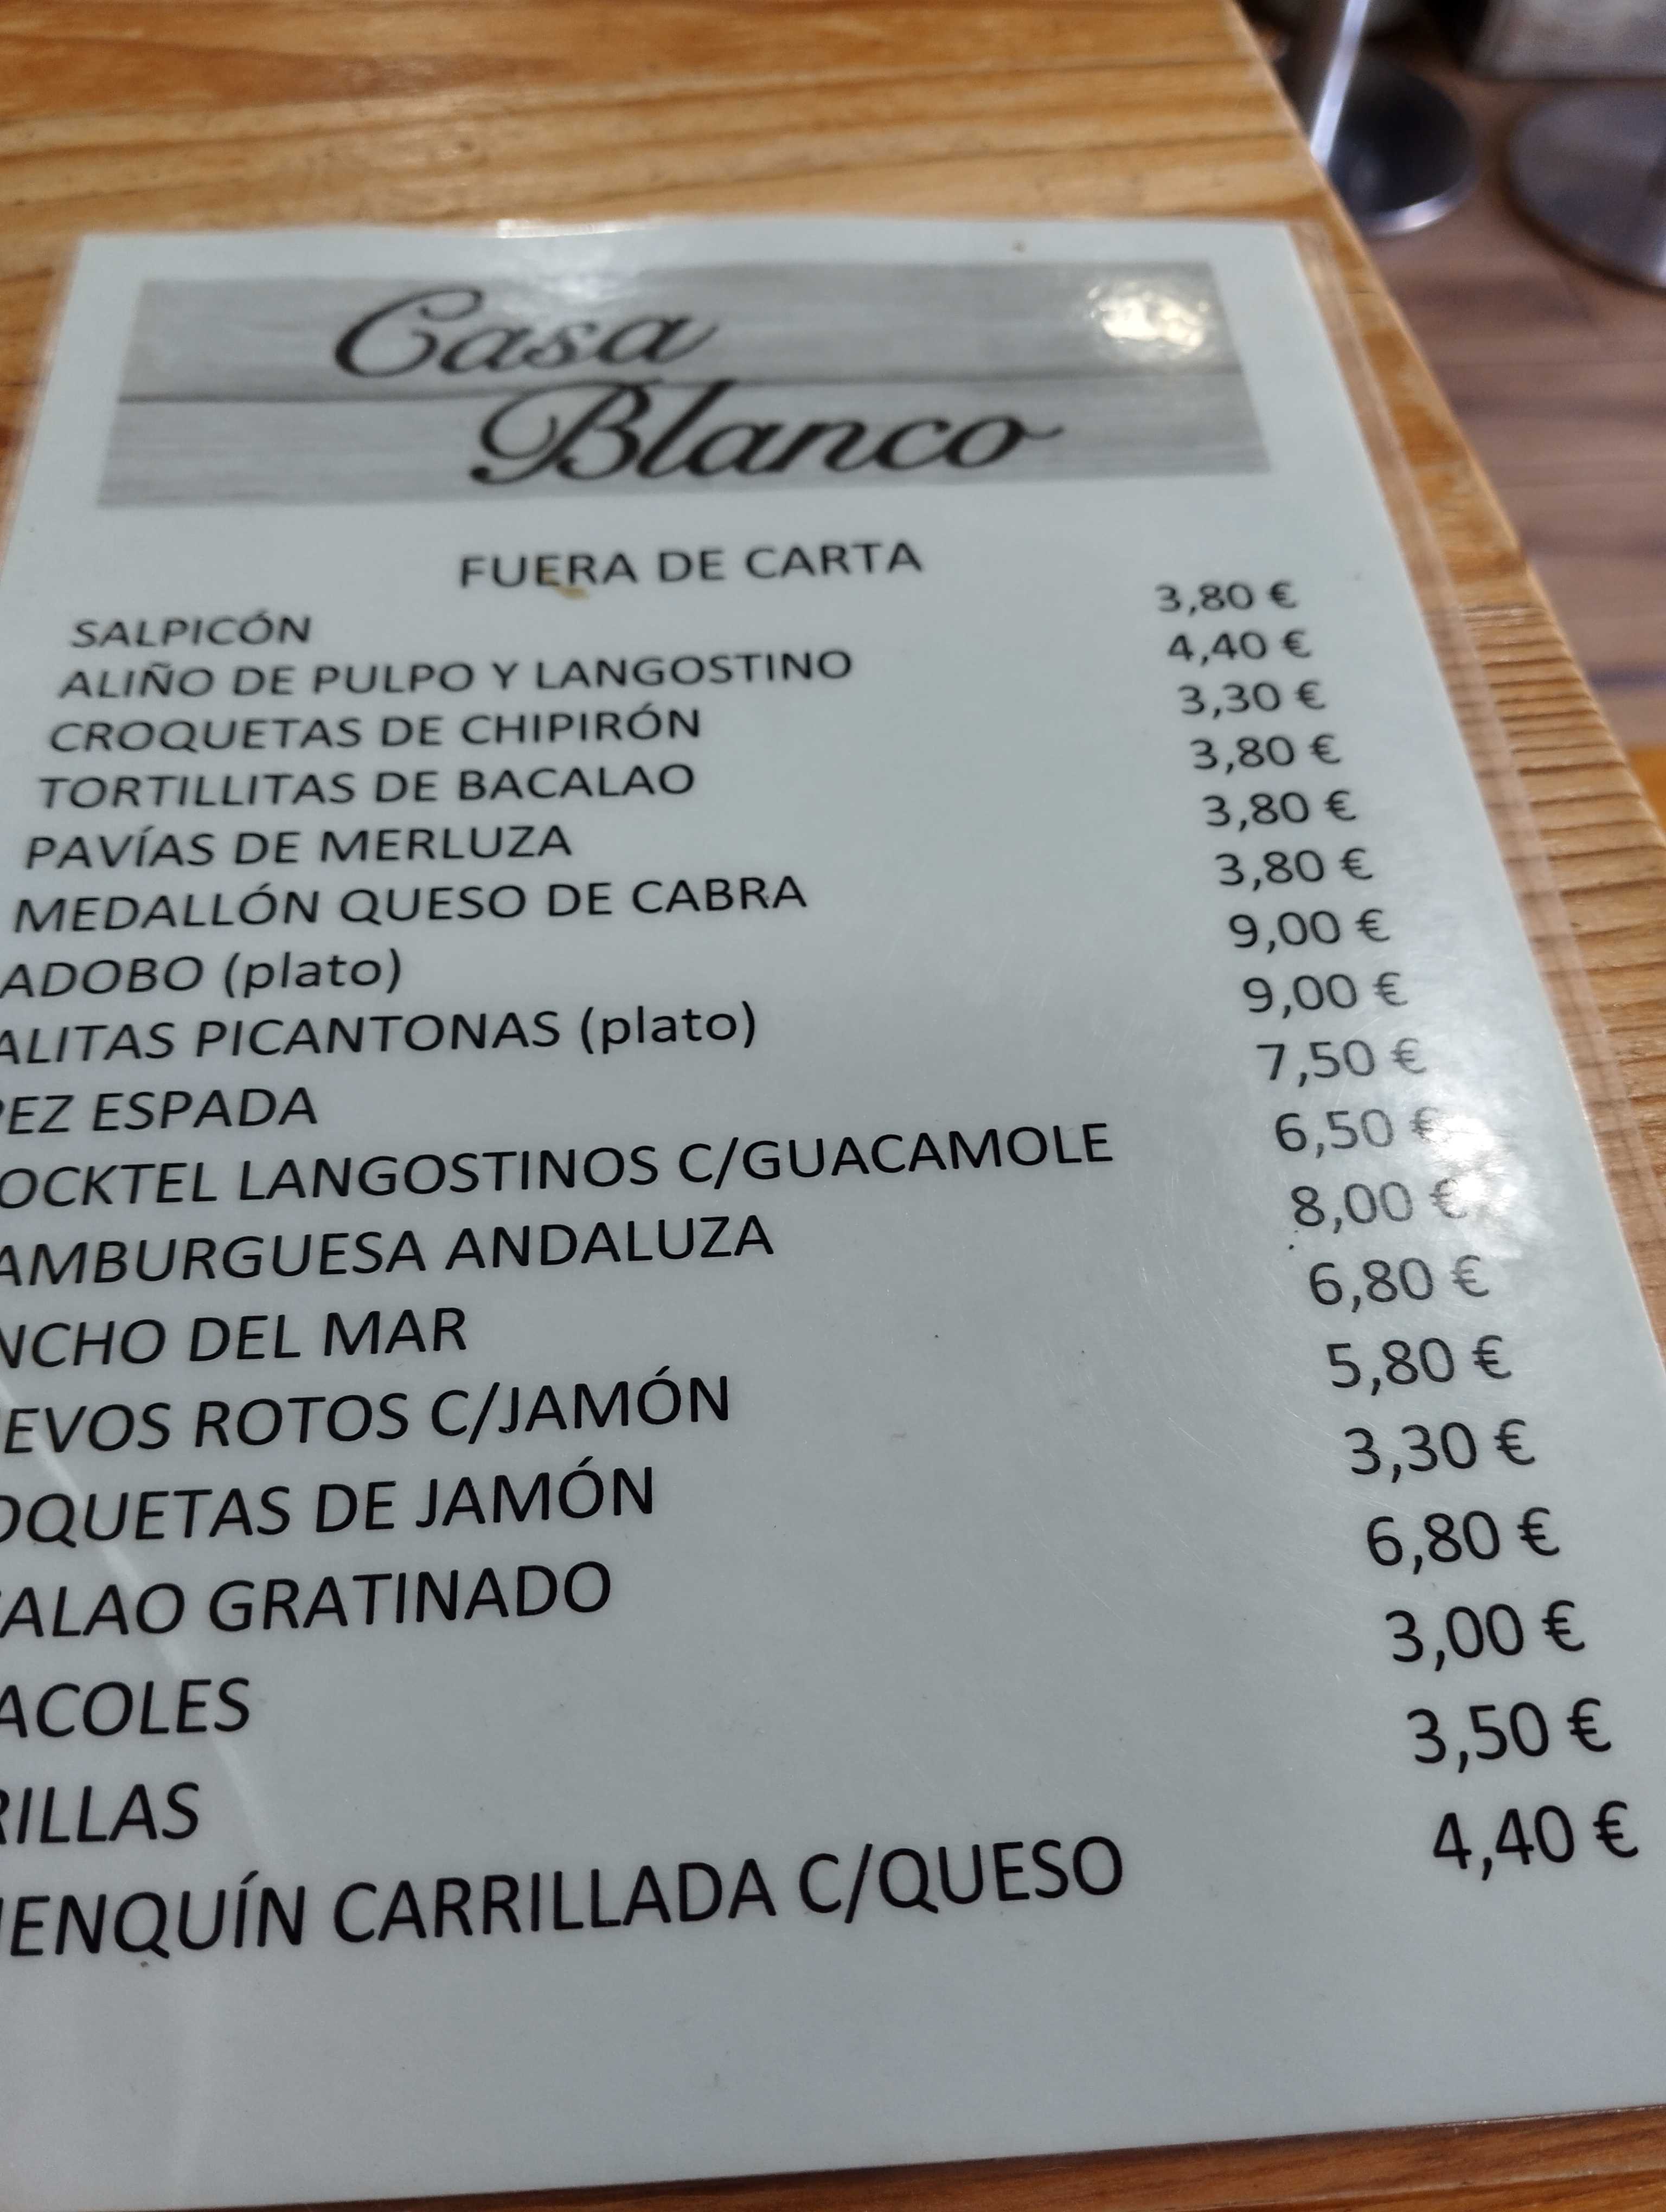 Casa
Blanco
FUERA DE CARTA
SALPICÓN 3,80 €
ALIÑO DE PULPO Y LANGOSTINO 4,40 €
CROQUETAS DE CHIPIRÓN 3,30 €
TORTILLITAS DE BACALAO 3,80 €
PAVÍAS DE MERLUZA 3,80 €
MEDALLÓN QUESO DE CABRA 3,80 €
ADOBO (plato) 9,00 €
ALITAS PICANTONAS (plato) 9,00 €
PEZ ESPADA 7,50 €
OCKTEL LANGOSTINOS C/GUACAMOLE 6,50 €
AMBURGUESA ANDALUZA 8,00 €
NCHO DEL MAR 6,80 €
EVOS ROTOS C/JAMÓN 5,80 €
OQUETAS DE JAMÓN 3,30 €
ALAO GRATINADO 6,80 €
ACOLES 3,00 €
RILLAS 3,50 €
ENQUÍN CARRILLADA C/QUESO 4,40 €